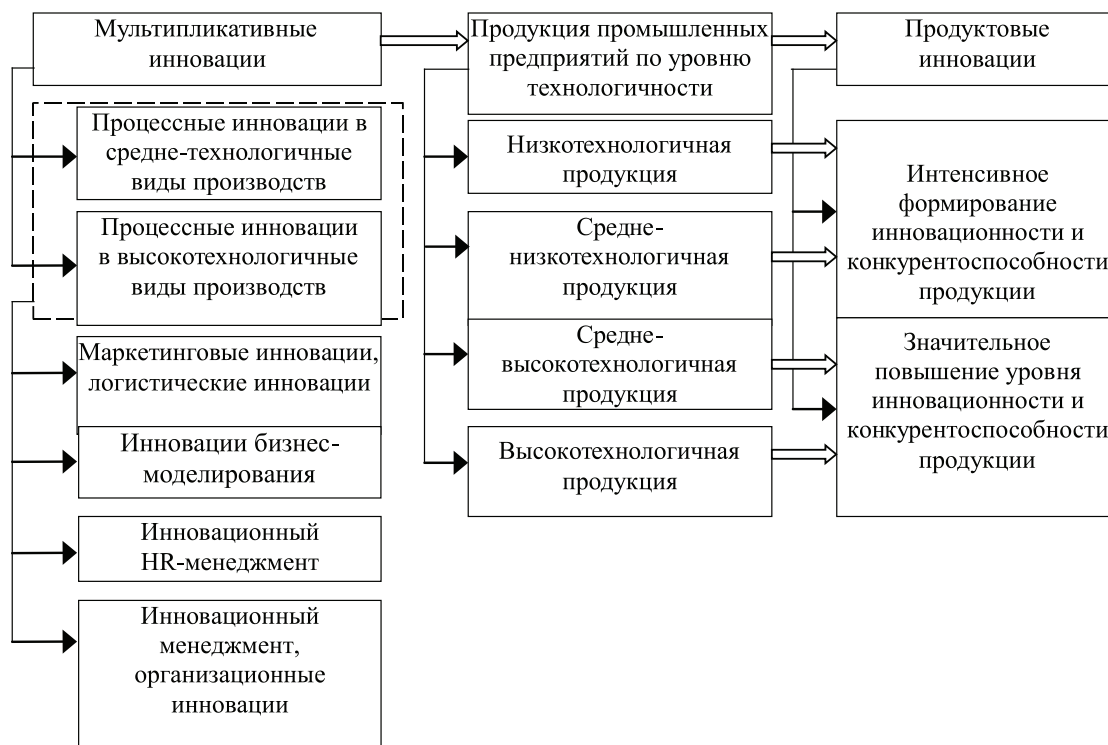 Мультипликативные
инновации
Процессные инновации в
средне-технологичные
виды производств
Процессные инновации
в высокотехнологичные
виды производств
Маркетинговые инновации,
логистические инновации
Инновации бизнес-
моделирования
Инновационный
HR-менеджмент
Инновационный
менеджмент,
организационные
инновации
Продукция промышленных
предприятий по уровню
технологичности
Низкотехнологичная
продукция
Средне-
низкотехнологичная
продукция
Средне-
высокотехнологичная
продукция
Высокотехнологичная
продукция
Продуктовые
инновации
Интенсивное
формирование
инновационности и
конкурентоспособности
продукции
Значительное
повышение уровня
инновационности и
конкурентоспособности
продукции